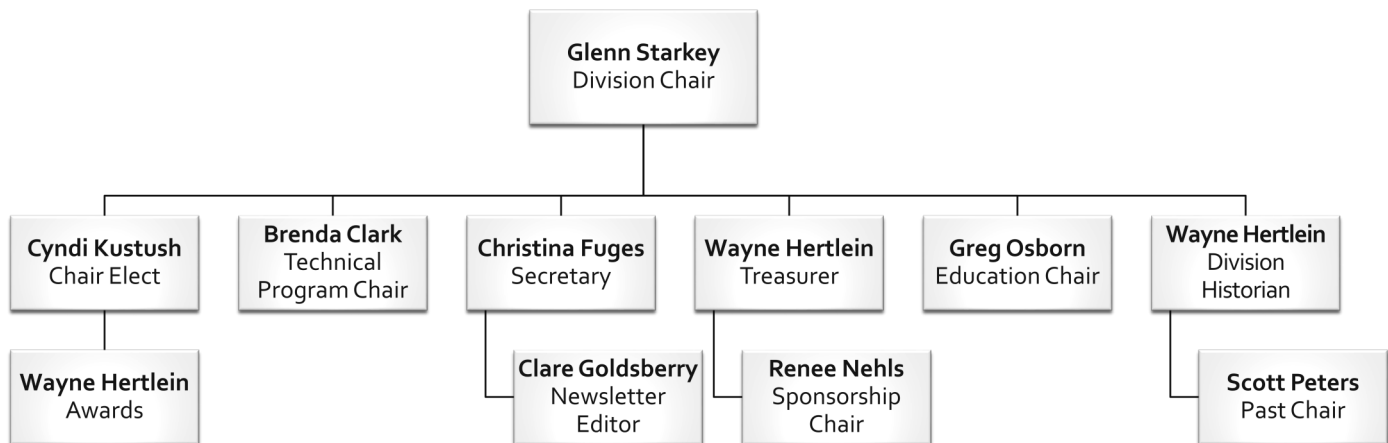 Glenn Starkey
Division Chair
Cyndi Kustush
Chair Elect
Brenda Clark
Technical
Program Chair
Christina Fuges
Secretary
Wayne Hertlein
Treasurer
Greg Osborn
Education Chair
Wayne Hertlein
Division
Historian
Wayne Hertlein
Awards
Clare Goldsberry
Newsletter
Editor
Renee Nehls
Sponsorship
Chair
Scott Peters
Past Chair